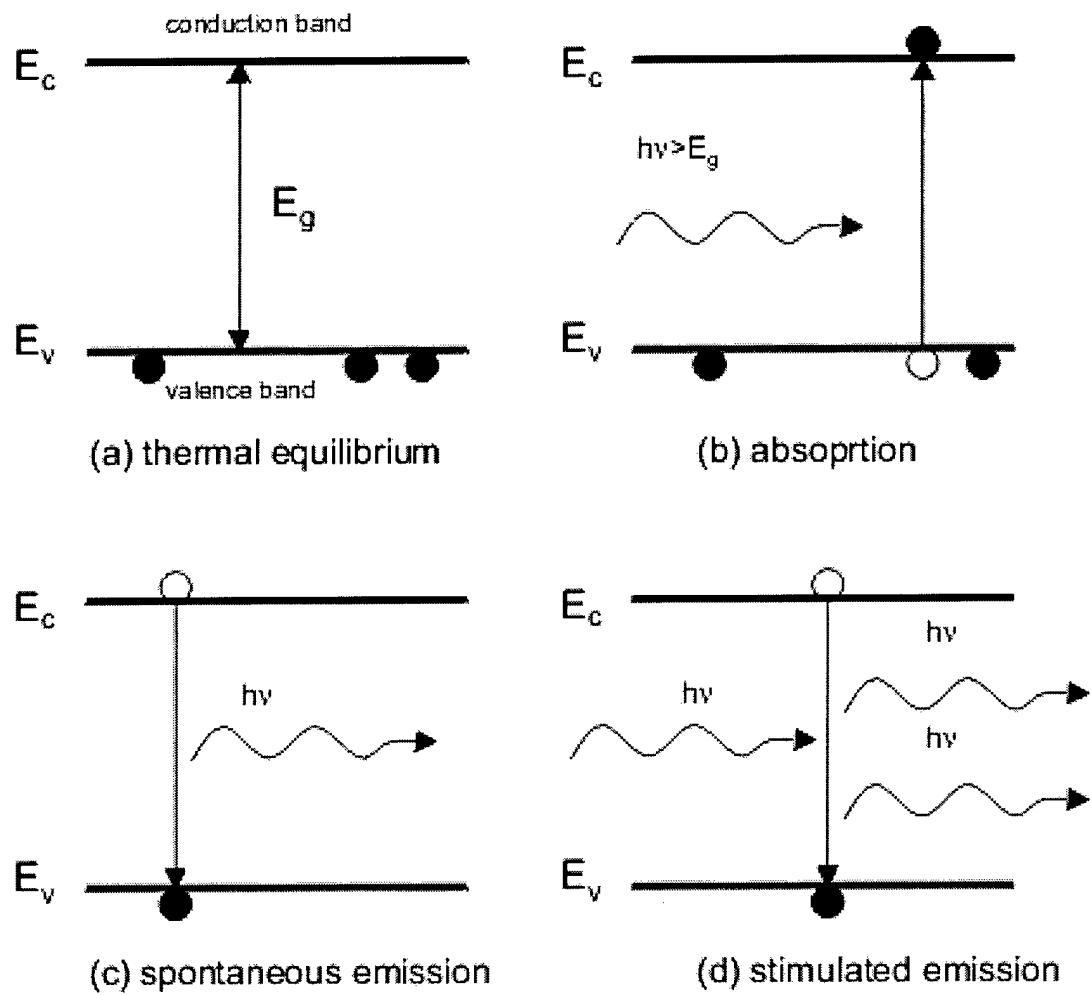 conduction band
E_c
E_g
E_v
valence band
(a) thermal equilibrium
E_c
hν>E_g
E_v
(b) absoprtion
E_c
hν
E_v
(c) spontaneous emission
E_c
hν
hν
hν
E_v
(d) stimulated emission